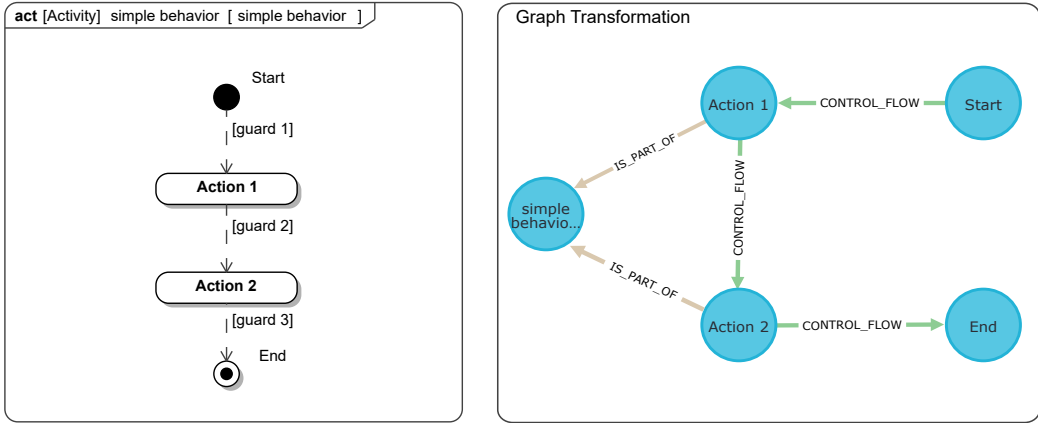 act [Activity] simple behavior [ simple behavior ]
Start
[guard 1]
Action 1
[guard 2]
Action 2
[guard 3]
End
Graph Transformation
Action 1
CONTROL_FLOW
Start
IS_PART_OF
CONTROL_FLOW
simple
behavio...
IS_PART_OF
Action 2
CONTROL_FLOW
End